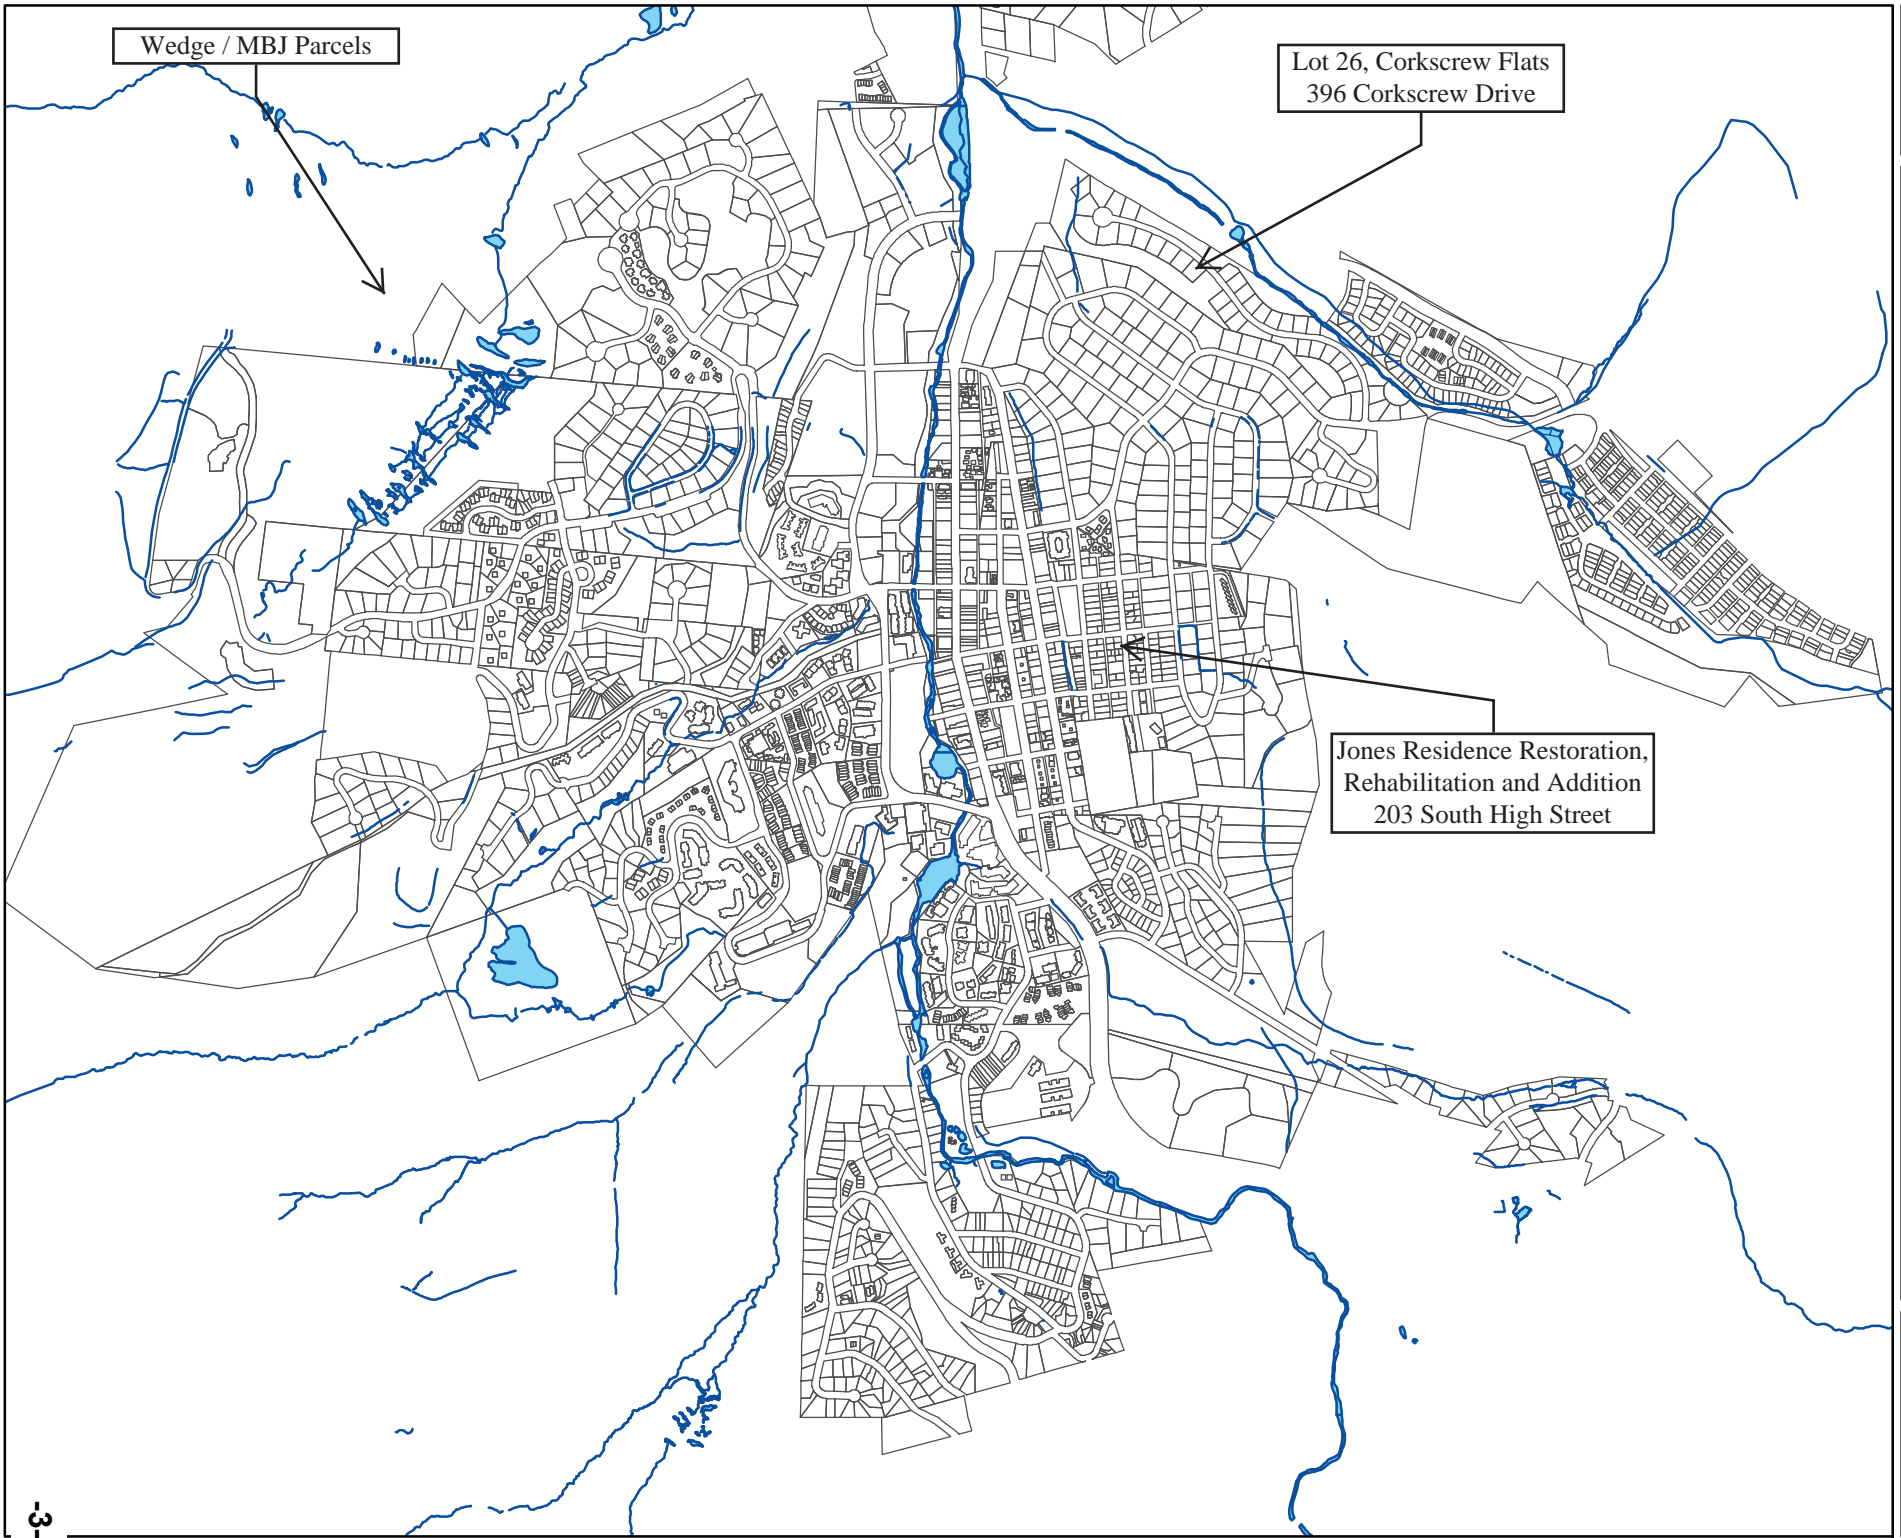 Wedge / MBJ Parcels
Lot 26, Corkscrew Flats
396 Corkscrew Drive
Jones Residence Restoration,
Rehabilitation and Addition
203 South High Street
-3-